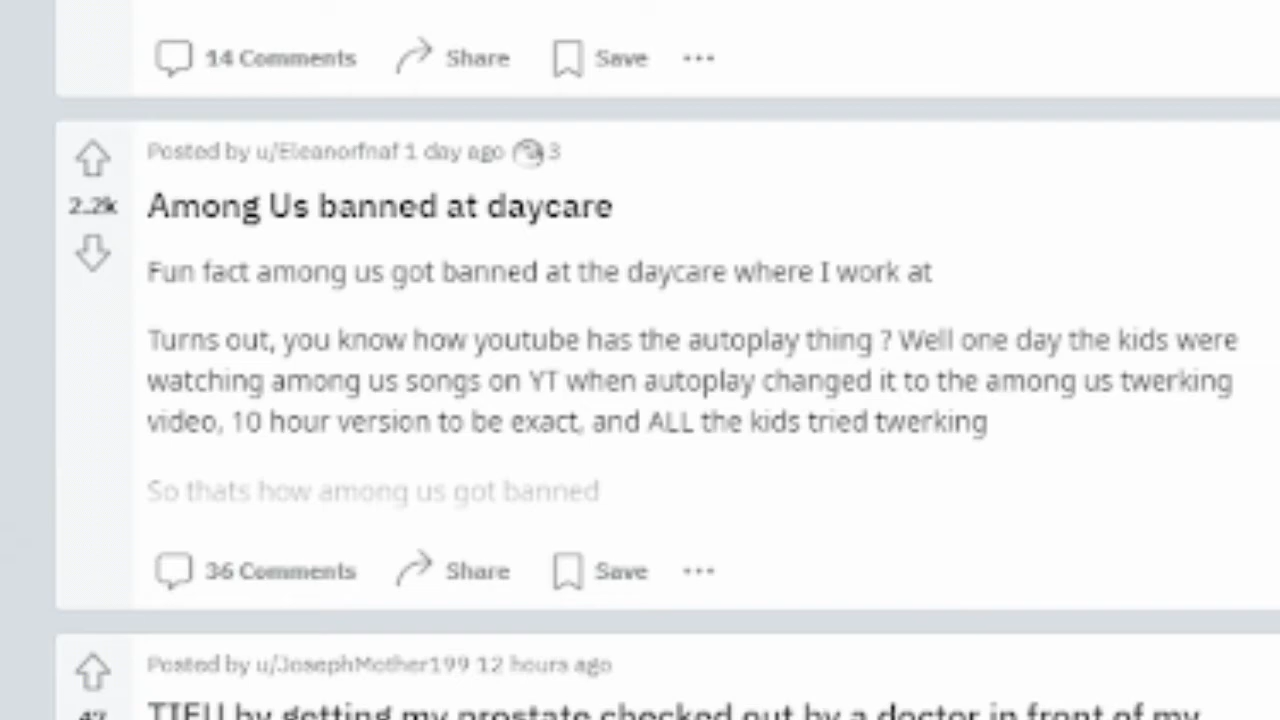 14 Comments Share Save
Posted by u/Eleanorfnaf 1 day ago 3
2.2k
Among Us banned at daycare
Fun fact among us got banned at the daycare where I work at
Turns out, you know how youtube has the autoplay thing ? Well one day the kids were
watching among us songs on YT when autoplay changed it to the among us twerking
video, 10 hour version to be exact, and ALL the kids tried twerking
So thats how among us got banned
36 Comments Share Save
Posted by u/JosephMother199 12 hours ago
TIFU by getting my prostate checked out by a doctor in front of my